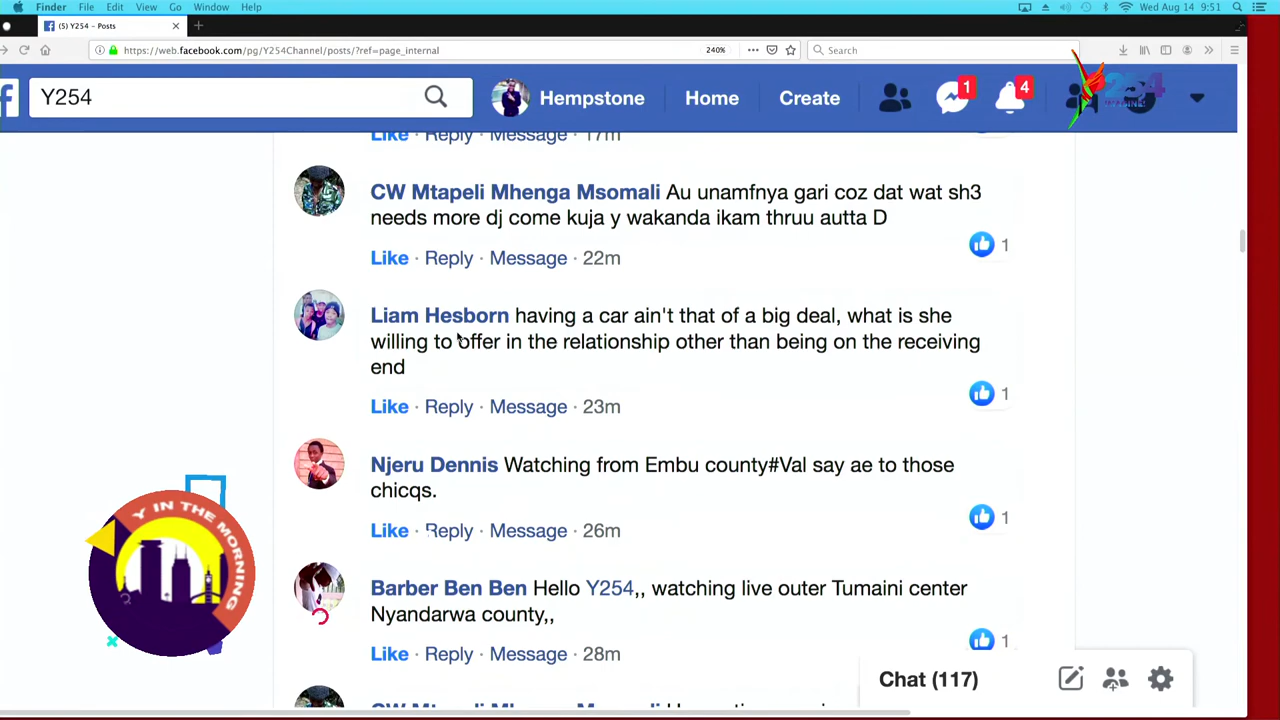 Finder File Edit View Go Window Help Wed Aug 14 9:51
(5) Y254 - Posts
https://web.facebook.com/pg/Y254Channel/posts/?ref=page_internal 240% Search
Y254 Hempstone Home Create 1 4
Like · Reply · Message · 17m
CW Mtapeli Mhenga Msomali Au unamfnya gari coz dat wat sh3
needs more dj come kuja y wakanda ikam thruu autta D
1
Like · Reply · Message · 22m
Liam Hesborn having a car ain't that of a big deal, what is she
willing to offer in the relationship other than being on the receiving
end
1
Like · Reply · Message · 23m
Njeru Dennis Watching from Embu county#Val say ae to those
chicqs.
1
Like · Reply · Message · 26m
Y IN THE MORNING
Barber Ben Ben Hello Y254,, watching live outer Tumaini center
Nyandarwa county,,
1
Like · Reply · Message · 28m
Chat (117)
CW Mtapeli Mhenga Msomali